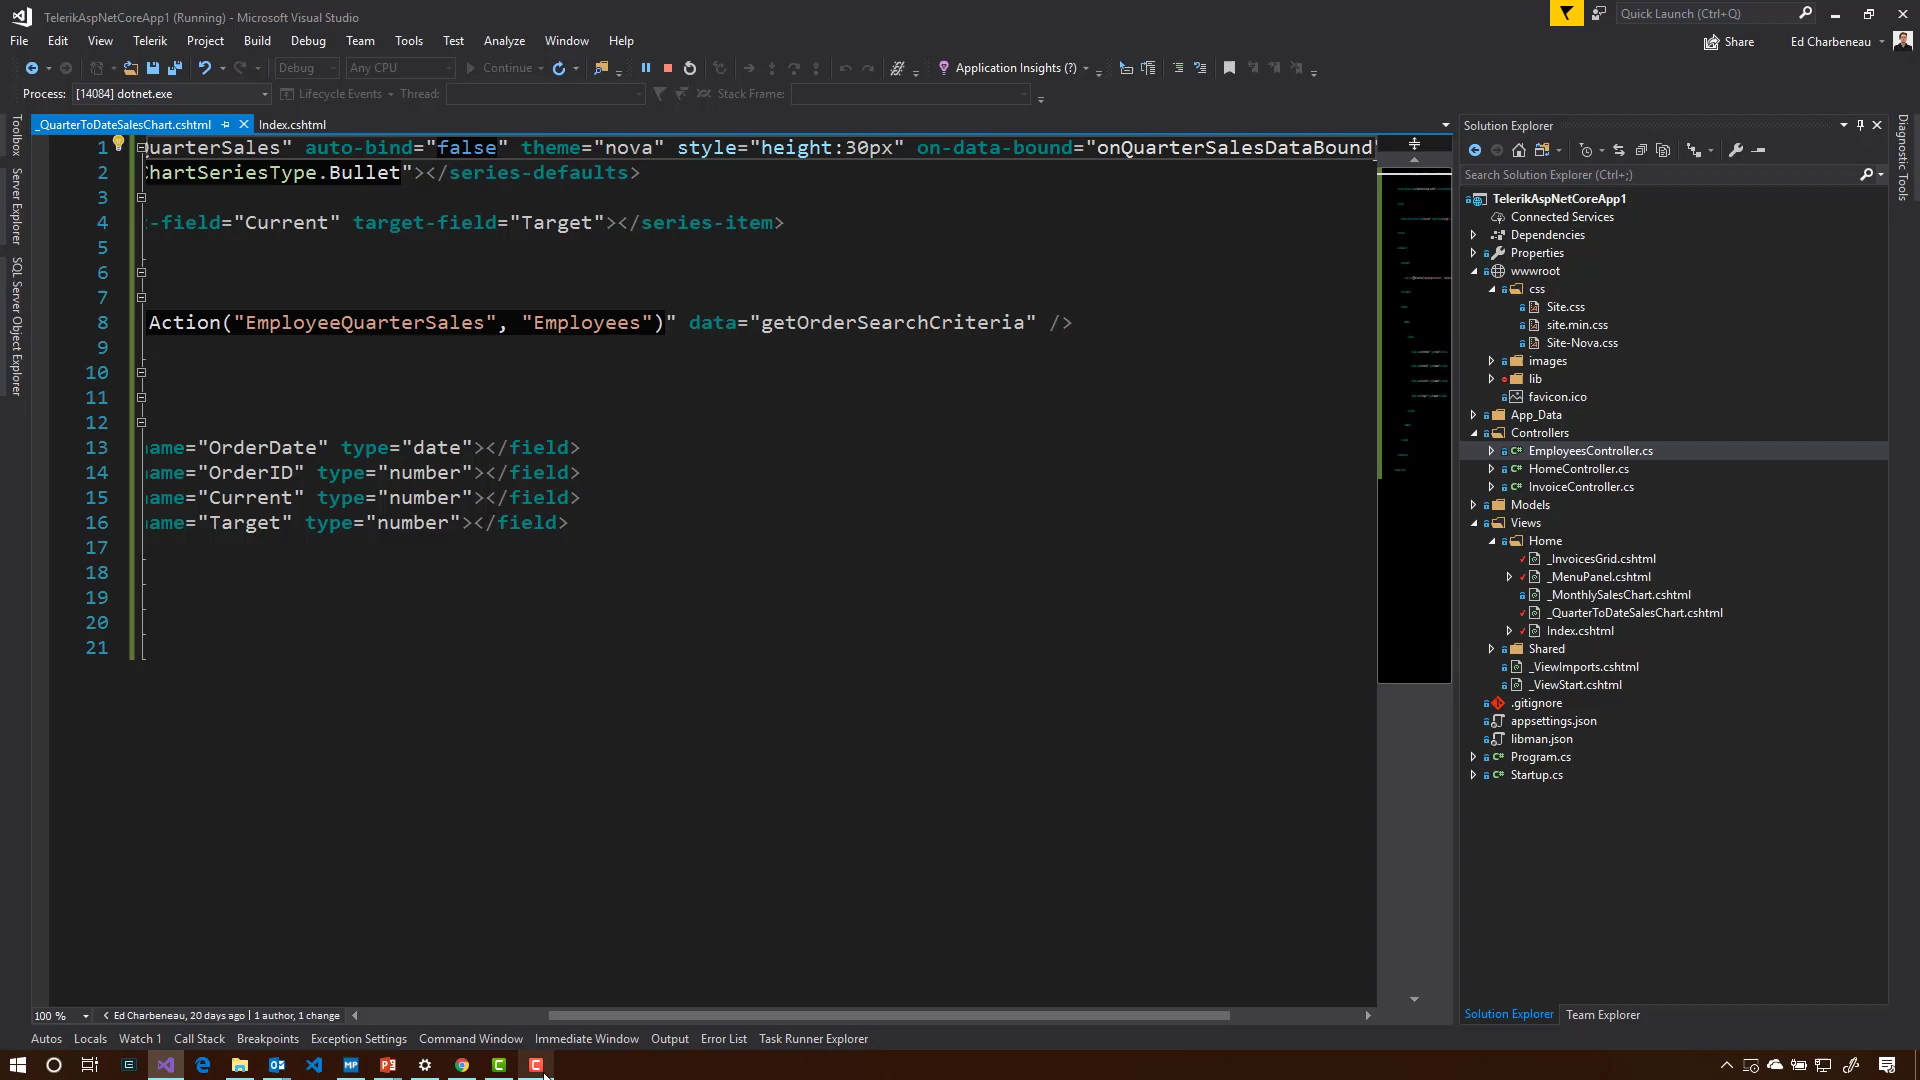 TelerikAspNetCoreApp1 (Running) - Microsoft Visual Studio
Quick Launch (Ctrl+Q)
File Edit View Telerik Project Build Debug Team Tools Test Analyze Window Help
Share Ed Charbeneau
Debug Any CPU Continue Application Insights (?)
Process: [14084] dotnet.exe Lifecycle Events Thread: Stack Frame:
_QuarterToDateSalesChart.cshtml Index.cshtml
Toolbox
Server Explorer
SQL Server Object Explorer
1 QuarterSales" auto-bind="false" theme="nova" style="height:30px" on-data-bound="onQuarterSalesDataBound"
2 ChartSeriesType.Bullet"></series-defaults>
3
4 t-field="Current" target-field="Target"></series-item>
5
6
7
8 Action("EmployeeQuarterSales", "Employees")" data="getOrderSearchCriteria" />
9
10
11
12
13 name="OrderDate" type="date"></field>
14 name="OrderID" type="number"></field>
15 name="Current" type="number"></field>
16 name="Target" type="number"></field>
17
18
19
20
21
100 % Ed Charbeneau, 20 days ago | 1 author, 1 change
Solution Explorer
Search Solution Explorer (Ctrl+;)
TelerikAspNetCoreApp1
Connected Services
Dependencies
Properties
wwwroot
css
Site.css
site.min.css
Site-Nova.css
images
lib
favicon.ico
App_Data
Controllers
EmployeesController.cs
HomeController.cs
InvoiceController.cs
Models
Views
Home
_InvoicesGrid.cshtml
_MenuPanel.cshtml
_MonthlySalesChart.cshtml
_QuarterToDateSalesChart.cshtml
Index.cshtml
Shared
_ViewImports.cshtml
_ViewStart.cshtml
.gitignore
appsettings.json
libman.json
Program.cs
Startup.cs
Solution Explorer Team Explorer
Diagnostic Tools
Autos Locals Watch 1 Call Stack Breakpoints Exception Settings Command Window Immediate Window Output Error List Task Runner Explorer